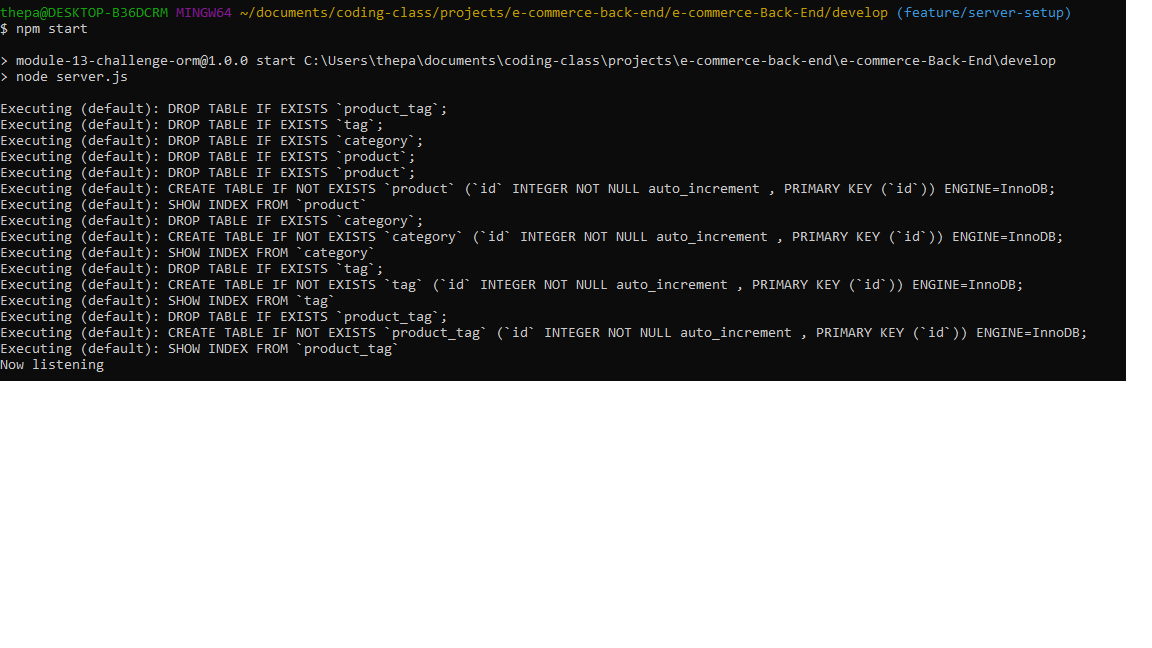 thepa@DESKTOP-B36DCRM MINGW64 ~/documents/coding-class/projects/e-commerce-back-end/e-commerce-Back-End/develop (feature/server-setup)
$ npm start
> module-13-challenge-orm@1.0.0 start C:\Users\thepa\documents\coding-class\projects\e-commerce-back-end\e-commerce-Back-End\develop
> node server.js
Executing (default): DROP TABLE IF EXISTS `product_tag`;
Executing (default): DROP TABLE IF EXISTS `tag`;
Executing (default): DROP TABLE IF EXISTS `category`;
Executing (default): DROP TABLE IF EXISTS `product`;
Executing (default): DROP TABLE IF EXISTS `product`;
Executing (default): CREATE TABLE IF NOT EXISTS `product` (`id` INTEGER NOT NULL auto_increment , PRIMARY KEY (`id`)) ENGINE=InnoDB;
Executing (default): SHOW INDEX FROM `product`
Executing (default): DROP TABLE IF EXISTS `category`;
Executing (default): CREATE TABLE IF NOT EXISTS `category` (`id` INTEGER NOT NULL auto_increment , PRIMARY KEY (`id`)) ENGINE=InnoDB;
Executing (default): SHOW INDEX FROM `category`
Executing (default): DROP TABLE IF EXISTS `tag`;
Executing (default): CREATE TABLE IF NOT EXISTS `tag` (`id` INTEGER NOT NULL auto_increment , PRIMARY KEY (`id`)) ENGINE=InnoDB;
Executing (default): SHOW INDEX FROM `tag`
Executing (default): DROP TABLE IF EXISTS `product_tag`;
Executing (default): CREATE TABLE IF NOT EXISTS `product_tag` (`id` INTEGER NOT NULL auto_increment , PRIMARY KEY (`id`)) ENGINE=InnoDB;
Executing (default): SHOW INDEX FROM `product_tag`
Now listening